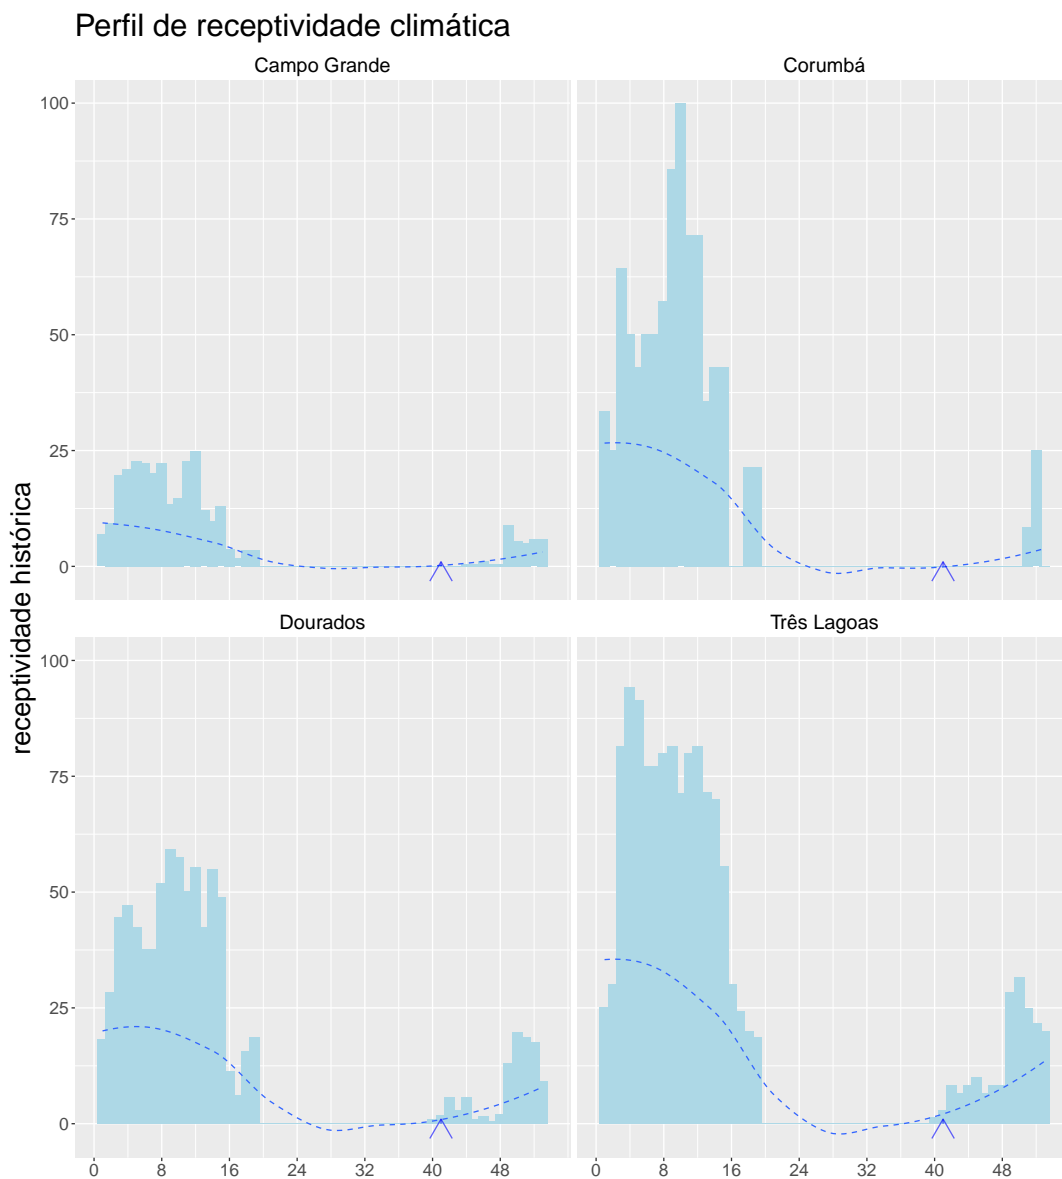 Perfil de receptividade climática
Campo Grande
Corumbá
100
75
50
25
0
receptividade histórica
Dourados
Três Lagoas
100
75
50
25
0
0 8 16 24 32 40 48
0 8 16 24 32 40 48